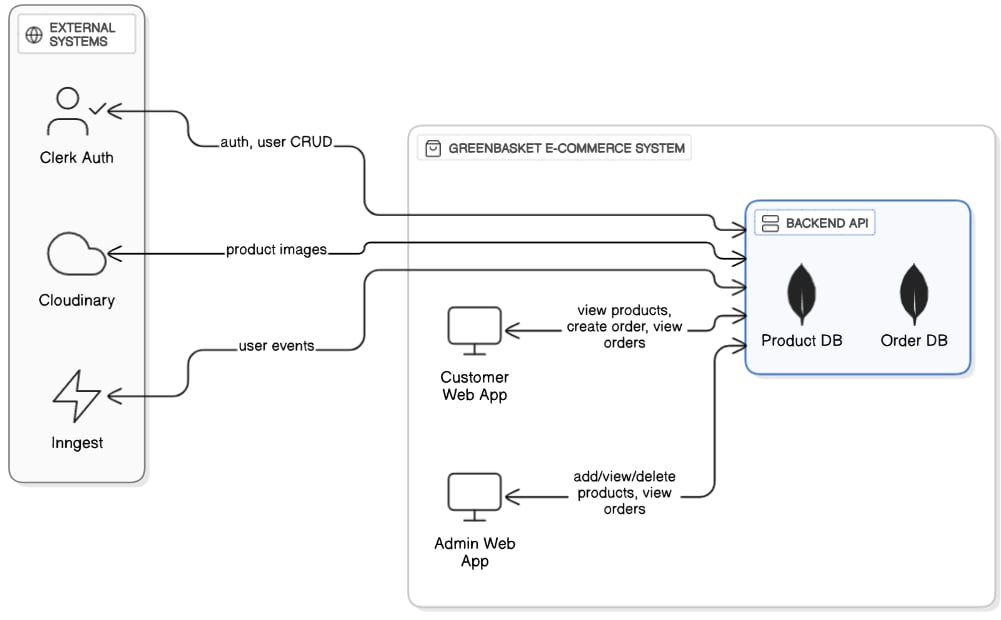 EXTERNAL
SYSTEMS
Clerk Auth
auth, user CRUD
Cloudinary
product images
Inngest
user events
GREENBASKET E-COMMERCE SYSTEM
BACKEND API
Product DB
Order DB
view products,
create order, view
orders
Customer
Web App
add/view/delete
products, view
orders
Admin Web
App